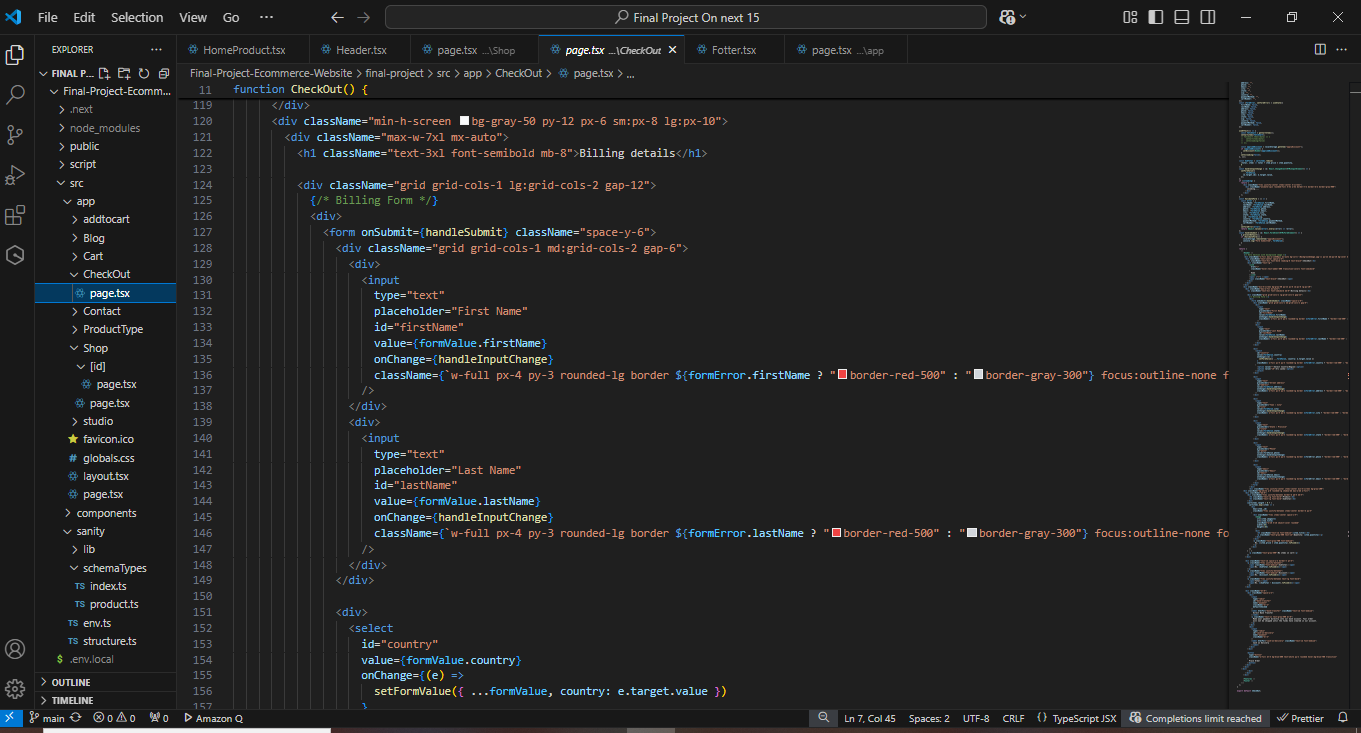 File Edit Selection View Go ··· Final Project On next 15
EXPLORER ···
FINAL P...
Final-Project-Ecomm...
.next
node_modules
public
script
src
app
addtocart
Blog
Cart
CheckOut
page.tsx
Contact
ProductType
Shop
[id]
page.tsx
page.tsx
studio
favicon.ico
# globals.css
layout.tsx
page.tsx
components
sanity
lib
schemaTypes
TS index.ts
TS product.ts
TS env.ts
TS structure.ts
$ .env.local
OUTLINE
TIMELINE
HomeProduct.tsx Header.tsx page.tsx ...\Shop page.tsx ...\CheckOut Fotter.tsx page.tsx ...\app ···
Final-Project-Ecommerce-Website > final-project > src > app > CheckOut > page.tsx > ...
11 function CheckOut() {
119 </div>
120 <div className="min-h-screen bg-gray-50 py-12 px-6 sm:px-8 lg:px-10">
121 <div className="max-w-7xl mx-auto">
122 <h1 className="text-3xl font-semibold mb-8">Billing details</h1>
123
124 <div className="grid grid-cols-1 lg:grid-cols-2 gap-12">
125 {/* Billing Form */}
126 <div>
127 <form onSubmit={handleSubmit} className="space-y-6">
128 <div className="grid grid-cols-1 md:grid-cols-2 gap-6">
129 <div>
130 <input
131 type="text"
132 placeholder="First Name"
133 id="firstName"
134 value={formValue.firstName}
135 onChange={handleInputChange}
136 className={`w-full px-4 py-3 rounded-lg border ${formError.firstName ? "border-red-500" : "border-gray-300"} focus:outline-none f
137 />
138 </div>
139 <div>
140 <input
141 type="text"
142 placeholder="Last Name"
143 id="lastName"
144 value={formValue.lastName}
145 onChange={handleInputChange}
146 className={`w-full px-4 py-3 rounded-lg border ${formError.lastName ? "border-red-500" : "border-gray-300"} focus:outline-none fo
147 />
148 </div>
149 </div>
150
151 <div>
152 <select
153 id="country"
154 value={formValue.country}
155 onChange={(e) =>
156 setFormValue({ ...formValue, country: e.target.value })
157 }
main 0 0 0 Amazon Q Ln 7, Col 45 Spaces: 2 UTF-8 CRLF {} TypeScript JSX Completions limit reached Prettier